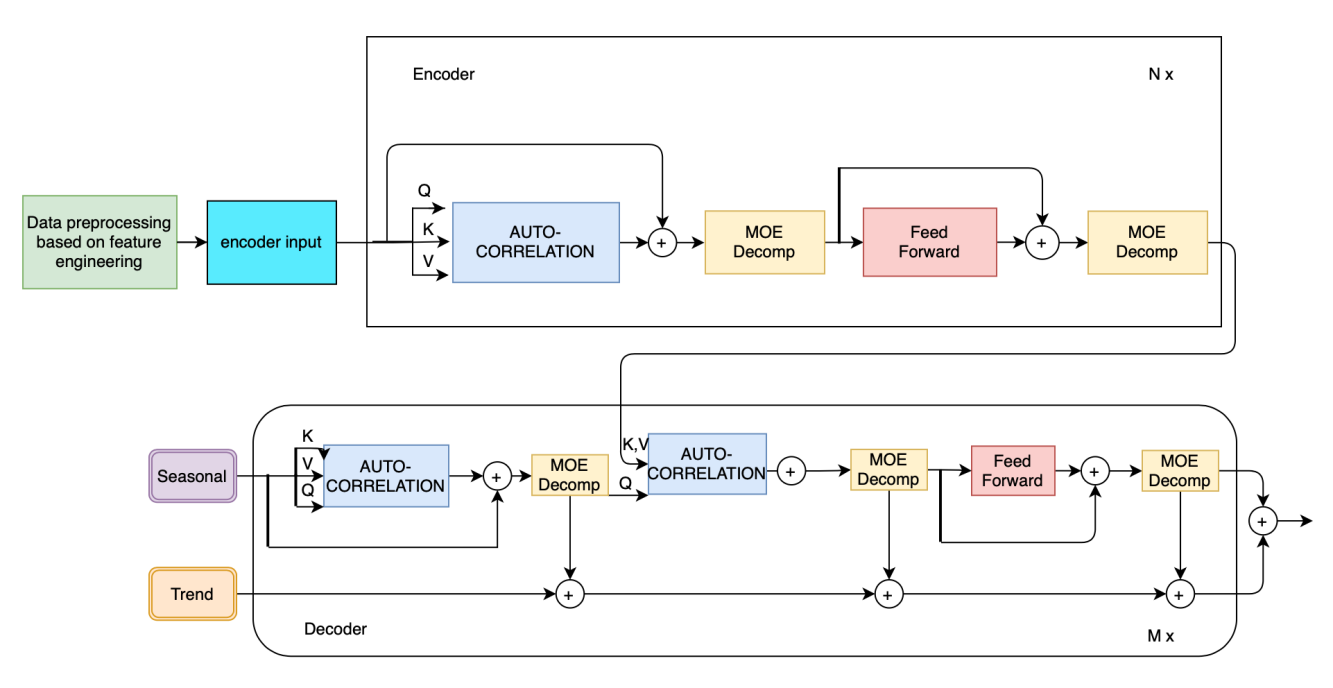 Encoder
N x
Data preprocessing
based on feature
engineering
encoder input
Q
K
V
AUTO-
CORRELATION
+
MOE
Decomp
Feed
Forward
+
MOE
Decomp
Seasonal
K
V
Q
AUTO-
CORRELATION
+
MOE
Decomp
K,V
Q
AUTO-
CORRELATION
+
MOE
Decomp
Feed
Forward
+
MOE
Decomp
+
Trend
+
+
+
Decoder
M x